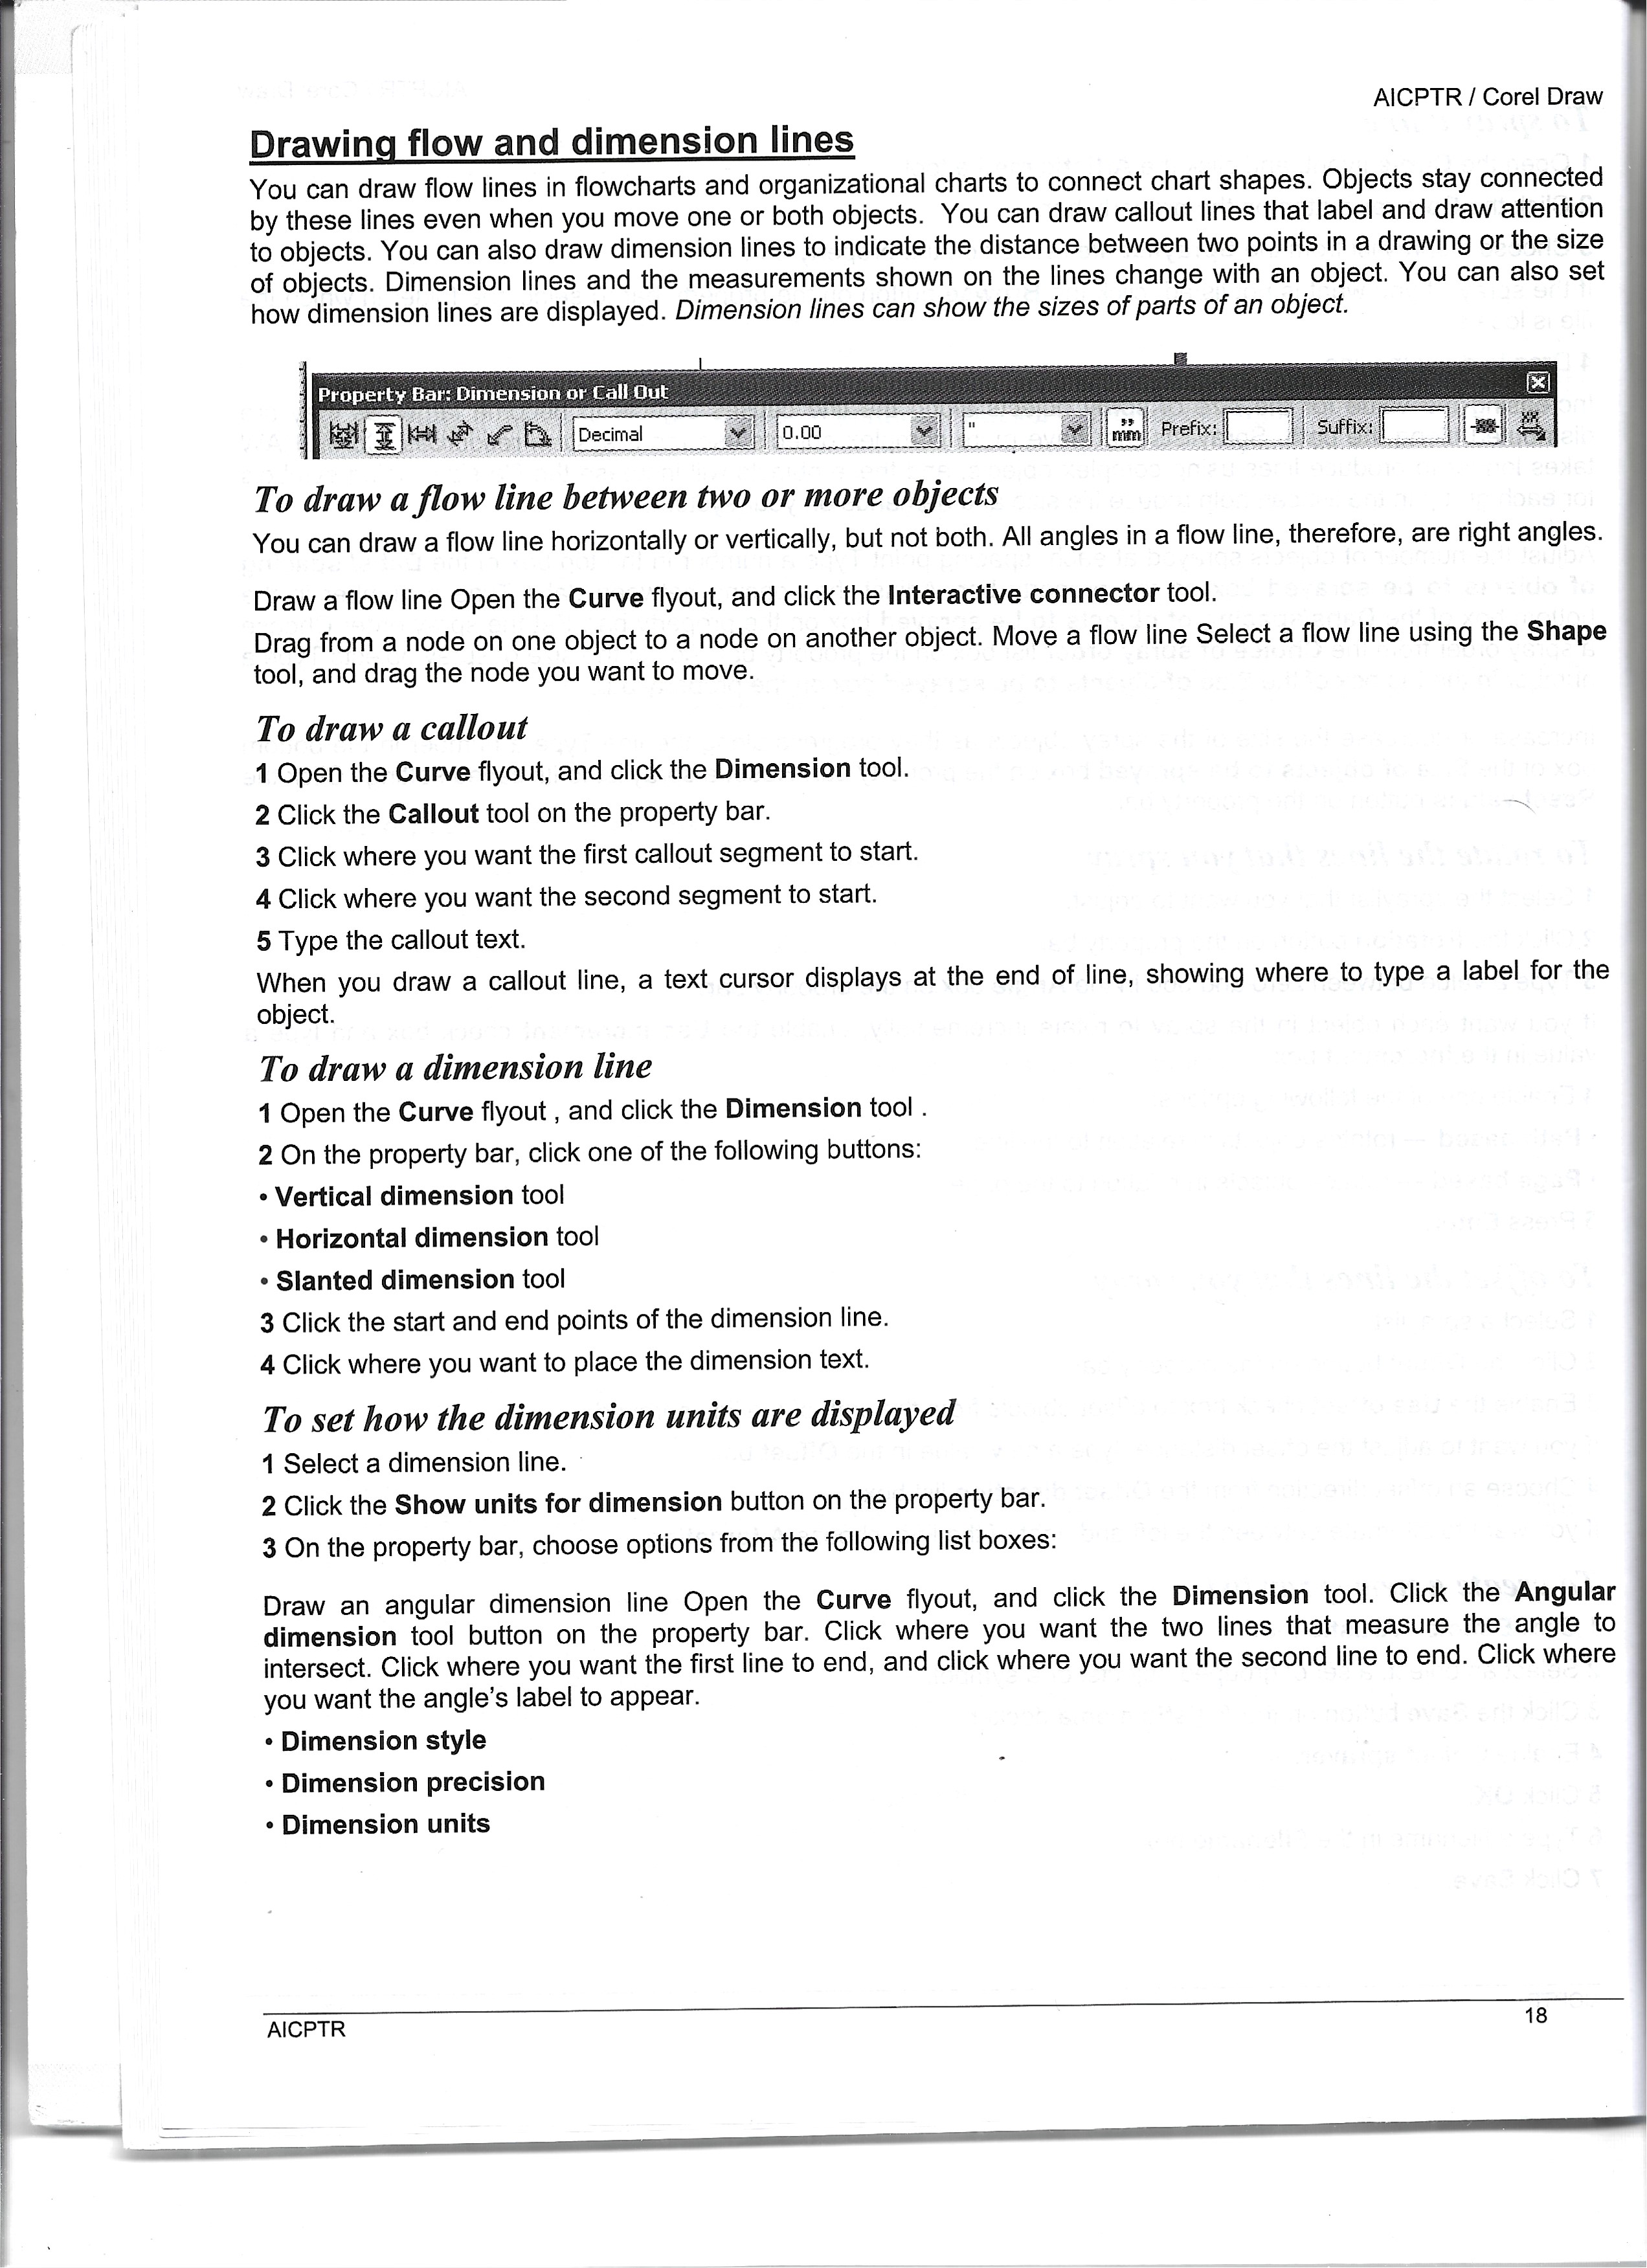 AICPTR / Corel Draw
Drawing flow and dimension lines
You can draw flow lines in flowcharts and organizational charts to connect chart shapes. Objects stay connected
by these lines even when you move one or both objects. You can draw callout lines that label and draw attention
to objects. You can also draw dimension lines to indicate the distance between two points in a drawing or the size
of objects. Dimension lines and the measurements shown on the lines change with an object. You can also set
how dimension lines are displayed. Dimension lines can show the sizes of parts of an object.
Property Bar: Dimension or Call Out
Decimal 0.00 " ,, mm Prefix: Suffix:
To draw a flow line between two or more objects
You can draw a flow line horizontally or vertically, but not both. All angles in a flow line, therefore, are right angles.
Draw a flow line Open the Curve flyout, and click the Interactive connector tool.
Drag from a node on one object to a node on another object. Move a flow line Select a flow line using the Shape
tool, and drag the node you want to move.
To draw a callout
1 Open the Curve flyout, and click the Dimension tool.
2 Click the Callout tool on the property bar.
3 Click where you want the first callout segment to start.
4 Click where you want the second segment to start.
5 Type the callout text.
When you draw a callout line, a text cursor displays at the end of line, showing where to type a label for the
object.
To draw a dimension line
1 Open the Curve flyout , and click the Dimension tool .
2 On the property bar, click one of the following buttons:
• Vertical dimension tool
• Horizontal dimension tool
• Slanted dimension tool
3 Click the start and end points of the dimension line.
4 Click where you want to place the dimension text.
To set how the dimension units are displayed
1 Select a dimension line.
2 Click the Show units for dimension button on the property bar.
3 On the property bar, choose options from the following list boxes:
Draw an angular dimension line Open the Curve flyout, and click the Dimension tool. Click the Angular
dimension tool button on the property bar. Click where you want the two lines that measure the angle to
intersect. Click where you want the first line to end, and click where you want the second line to end. Click where
you want the angle's label to appear.
• Dimension style
• Dimension precision
• Dimension units
AICPTR 18